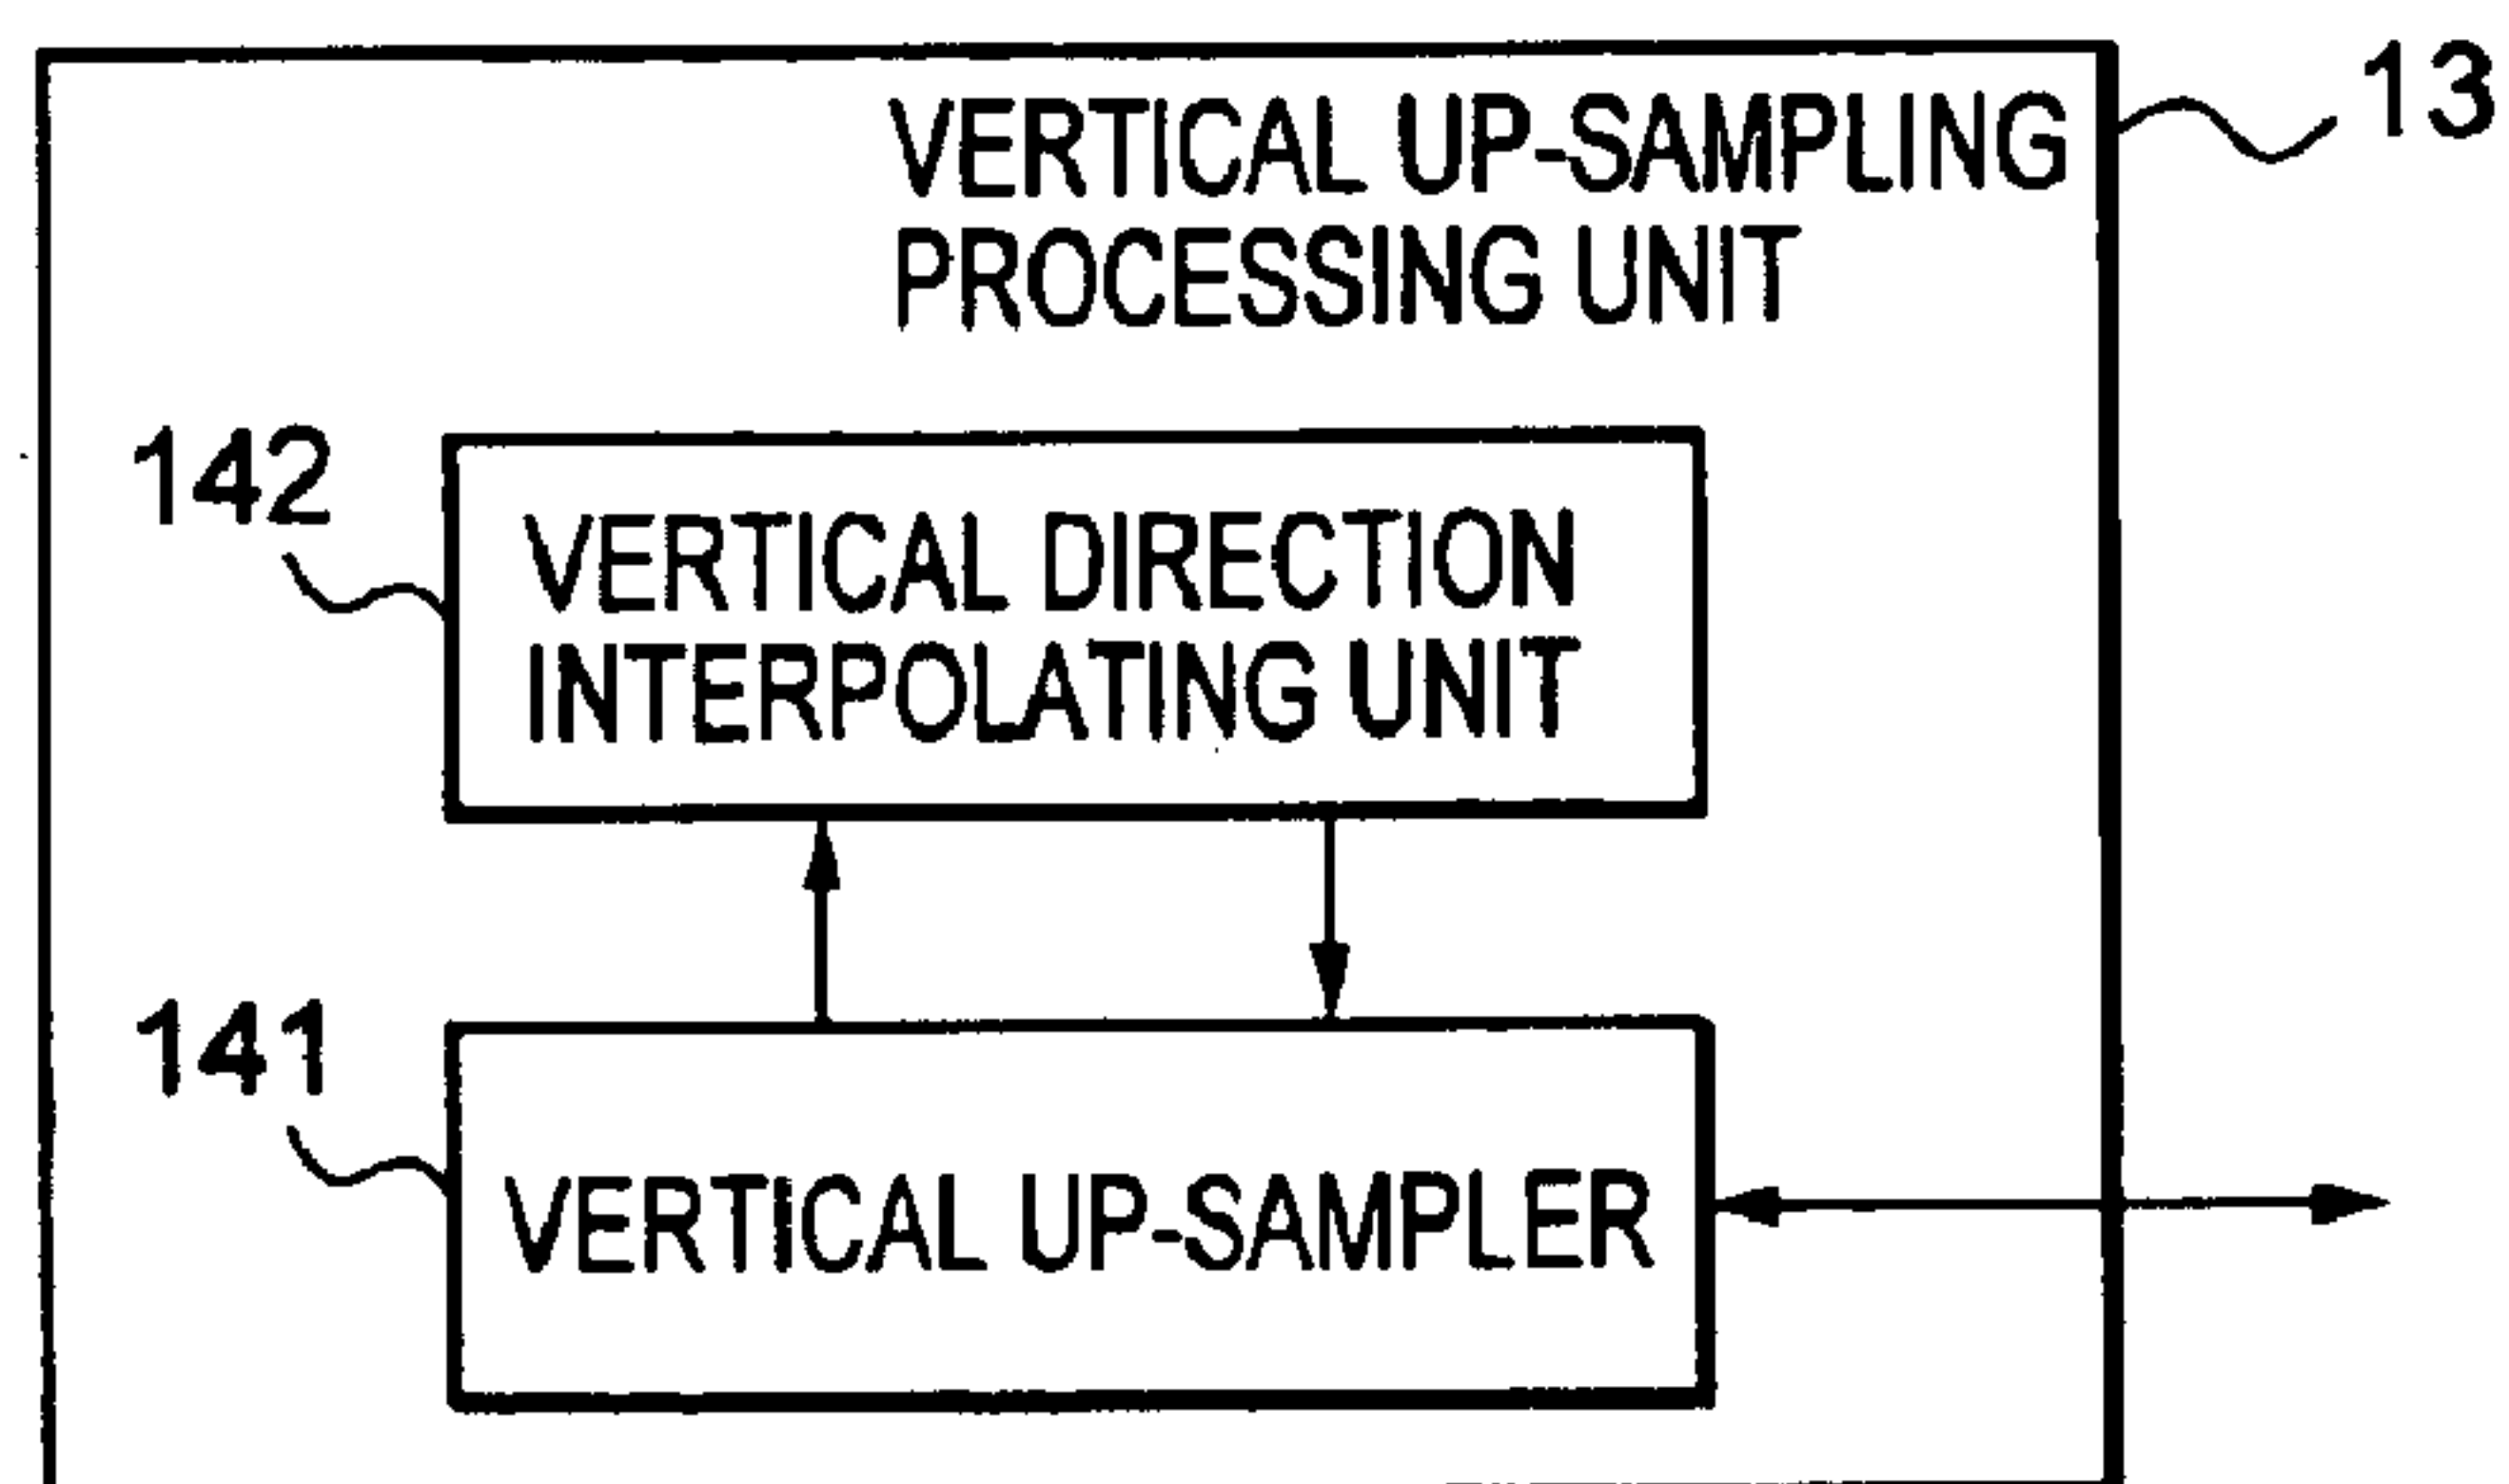 VERTICAL UP-SAMPLING
PROCESSING UNIT
13
142
VERTICAL DIRECTION
INTERPOLATING UNIT
141
VERTICAL UP-SAMPLER